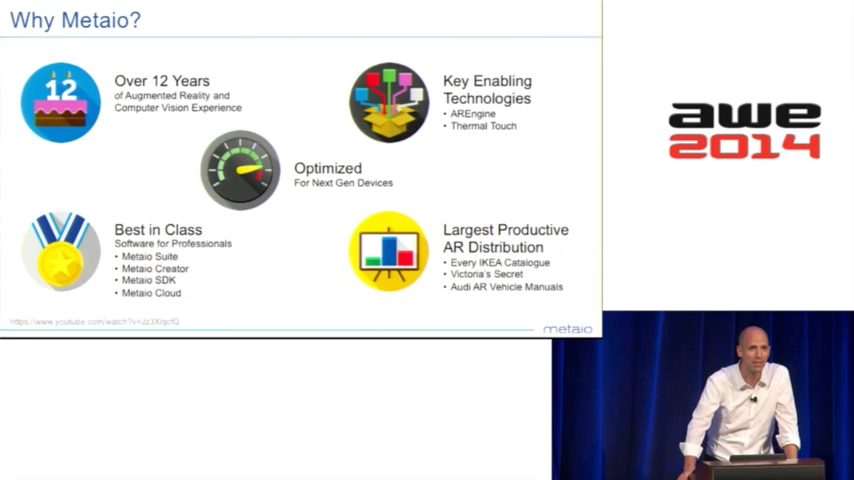 Why Metaio?
12
Over 12 Years
of Augmented Reality and
Computer Vision Experience
Key Enabling
Technologies
• AREngine
• Thermal Touch
Optimized
For Next Gen Devices
Best in Class
Software for Professionals
• Metaio Suite
• Metaio Creator
• Metaio SDK
• Metaio Cloud
Largest Productive
AR Distribution
• Every IKEA Catalogue
• Victoria's Secret
• Audi AR Vehicle Manuals
metaio
awe
2014